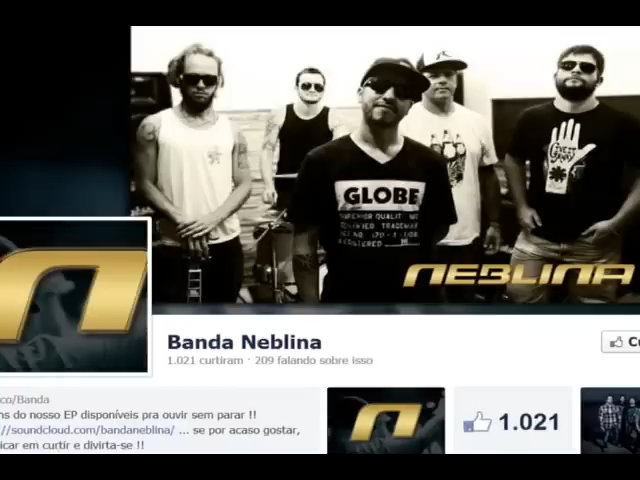 GLOBE
SUPERIOR QUALIT
REGISTERED
NEBLINA
Banda Neblina
1.021 curtiram · 209 falando sobre isso
co/Banda
ns do nosso EP disponíveis pra ouvir sem parar !!
//soundcloud.com/bandaneblina/ ... se por acaso gostar,
icar em curtir e divirta-se !!
1.021